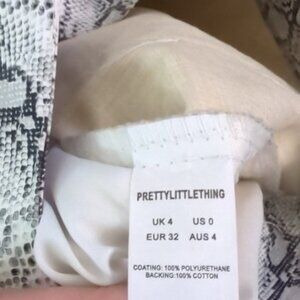 PRETTYLITTLETHING
UK 4 US 0
EUR 32 AUS 4
COATING: 100% POLYURETHANE
BACKING:100% COTTON